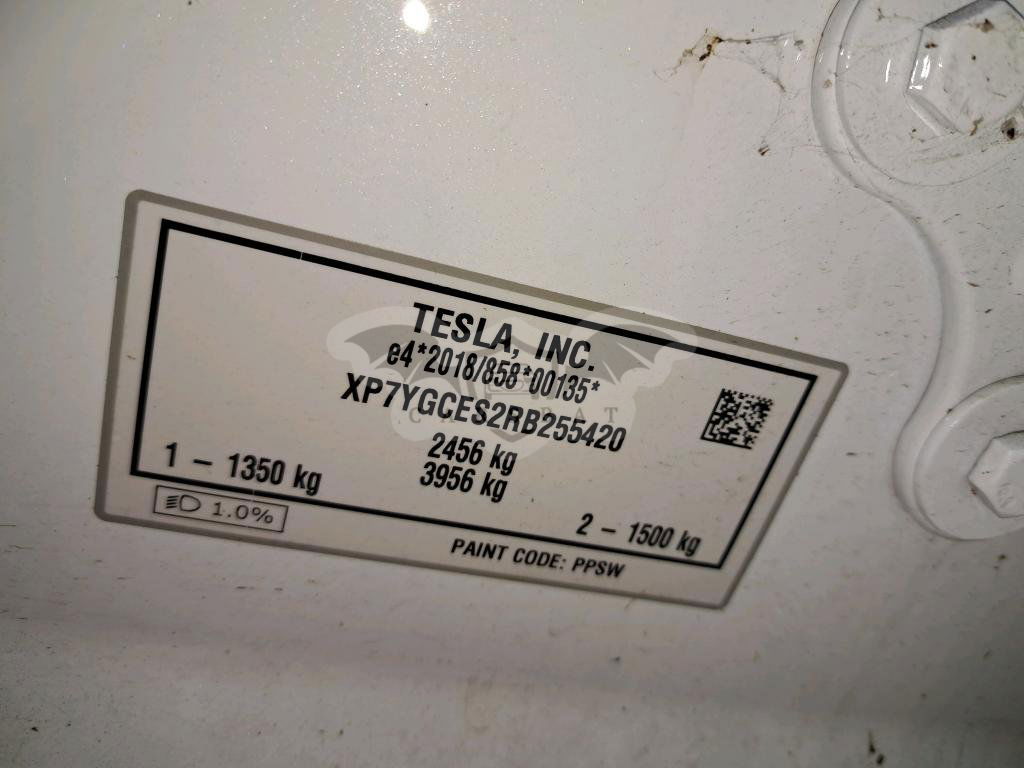 TESLA, INC.
e4*2018/858*00135*
XP7YGCES2RB255420
2456 kg
3956 kg
1 – 1350 kg
2 – 1500 kg
1.0%
PAINT CODE: PPSW